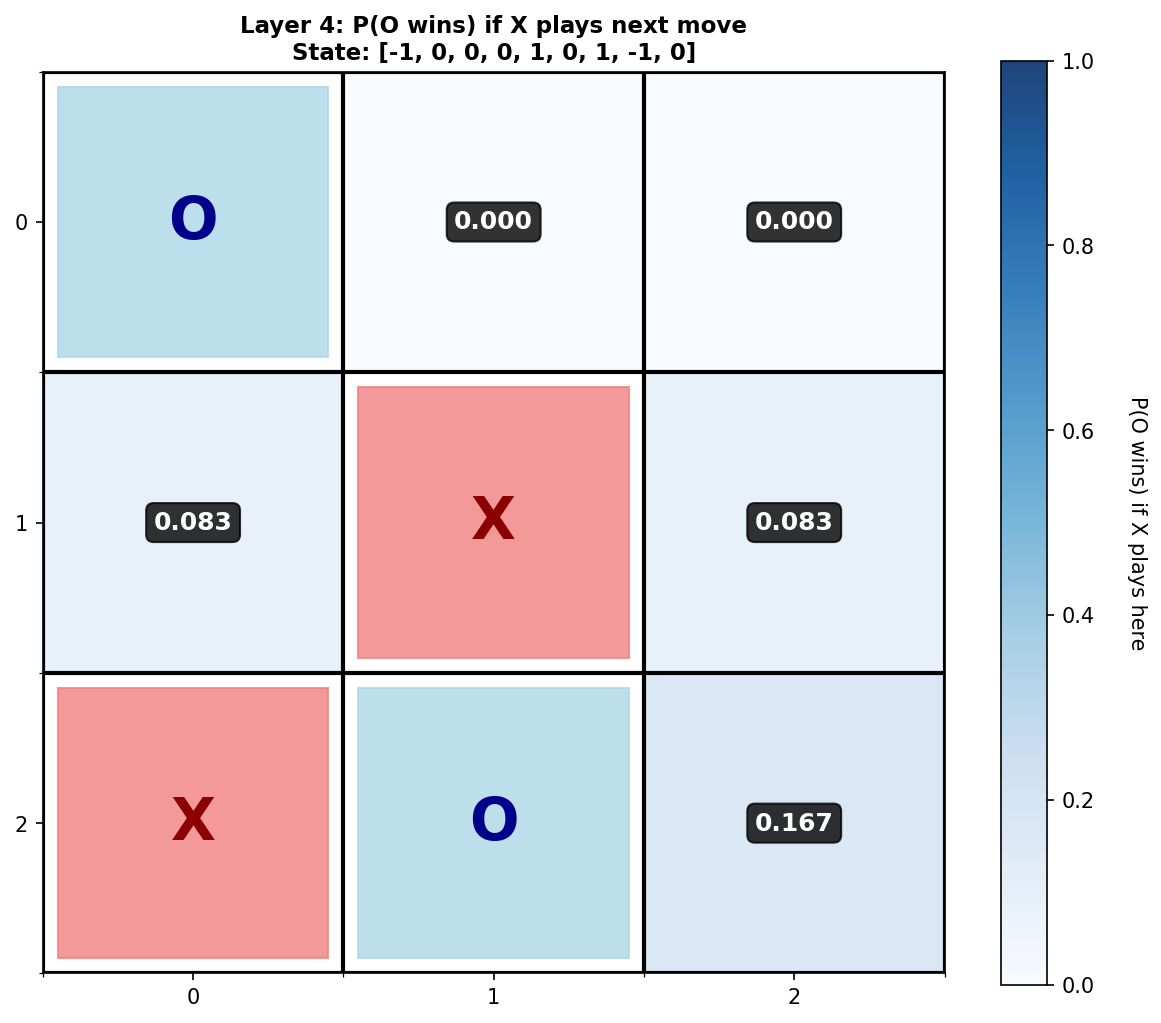 Layer 4: P(O wins) if X plays next move
State: [-1, 0, 0, 0, 1, 0, 1, -1, 0]
0
O
0.000
0.000
1
0.083
X
0.083
2
X
O
0.167
0
1
2
1.0
0.8
0.6
0.4
0.2
0.0
P(O wins) if X plays here